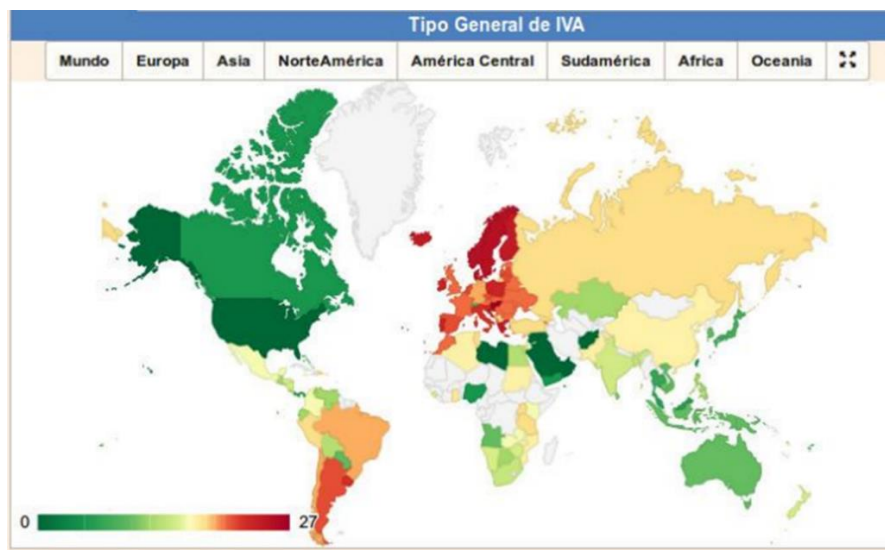 Tipo General de IVA
Mundo Europa Asia NorteAmérica América Central Sudamérica Africa Oceania
0 27